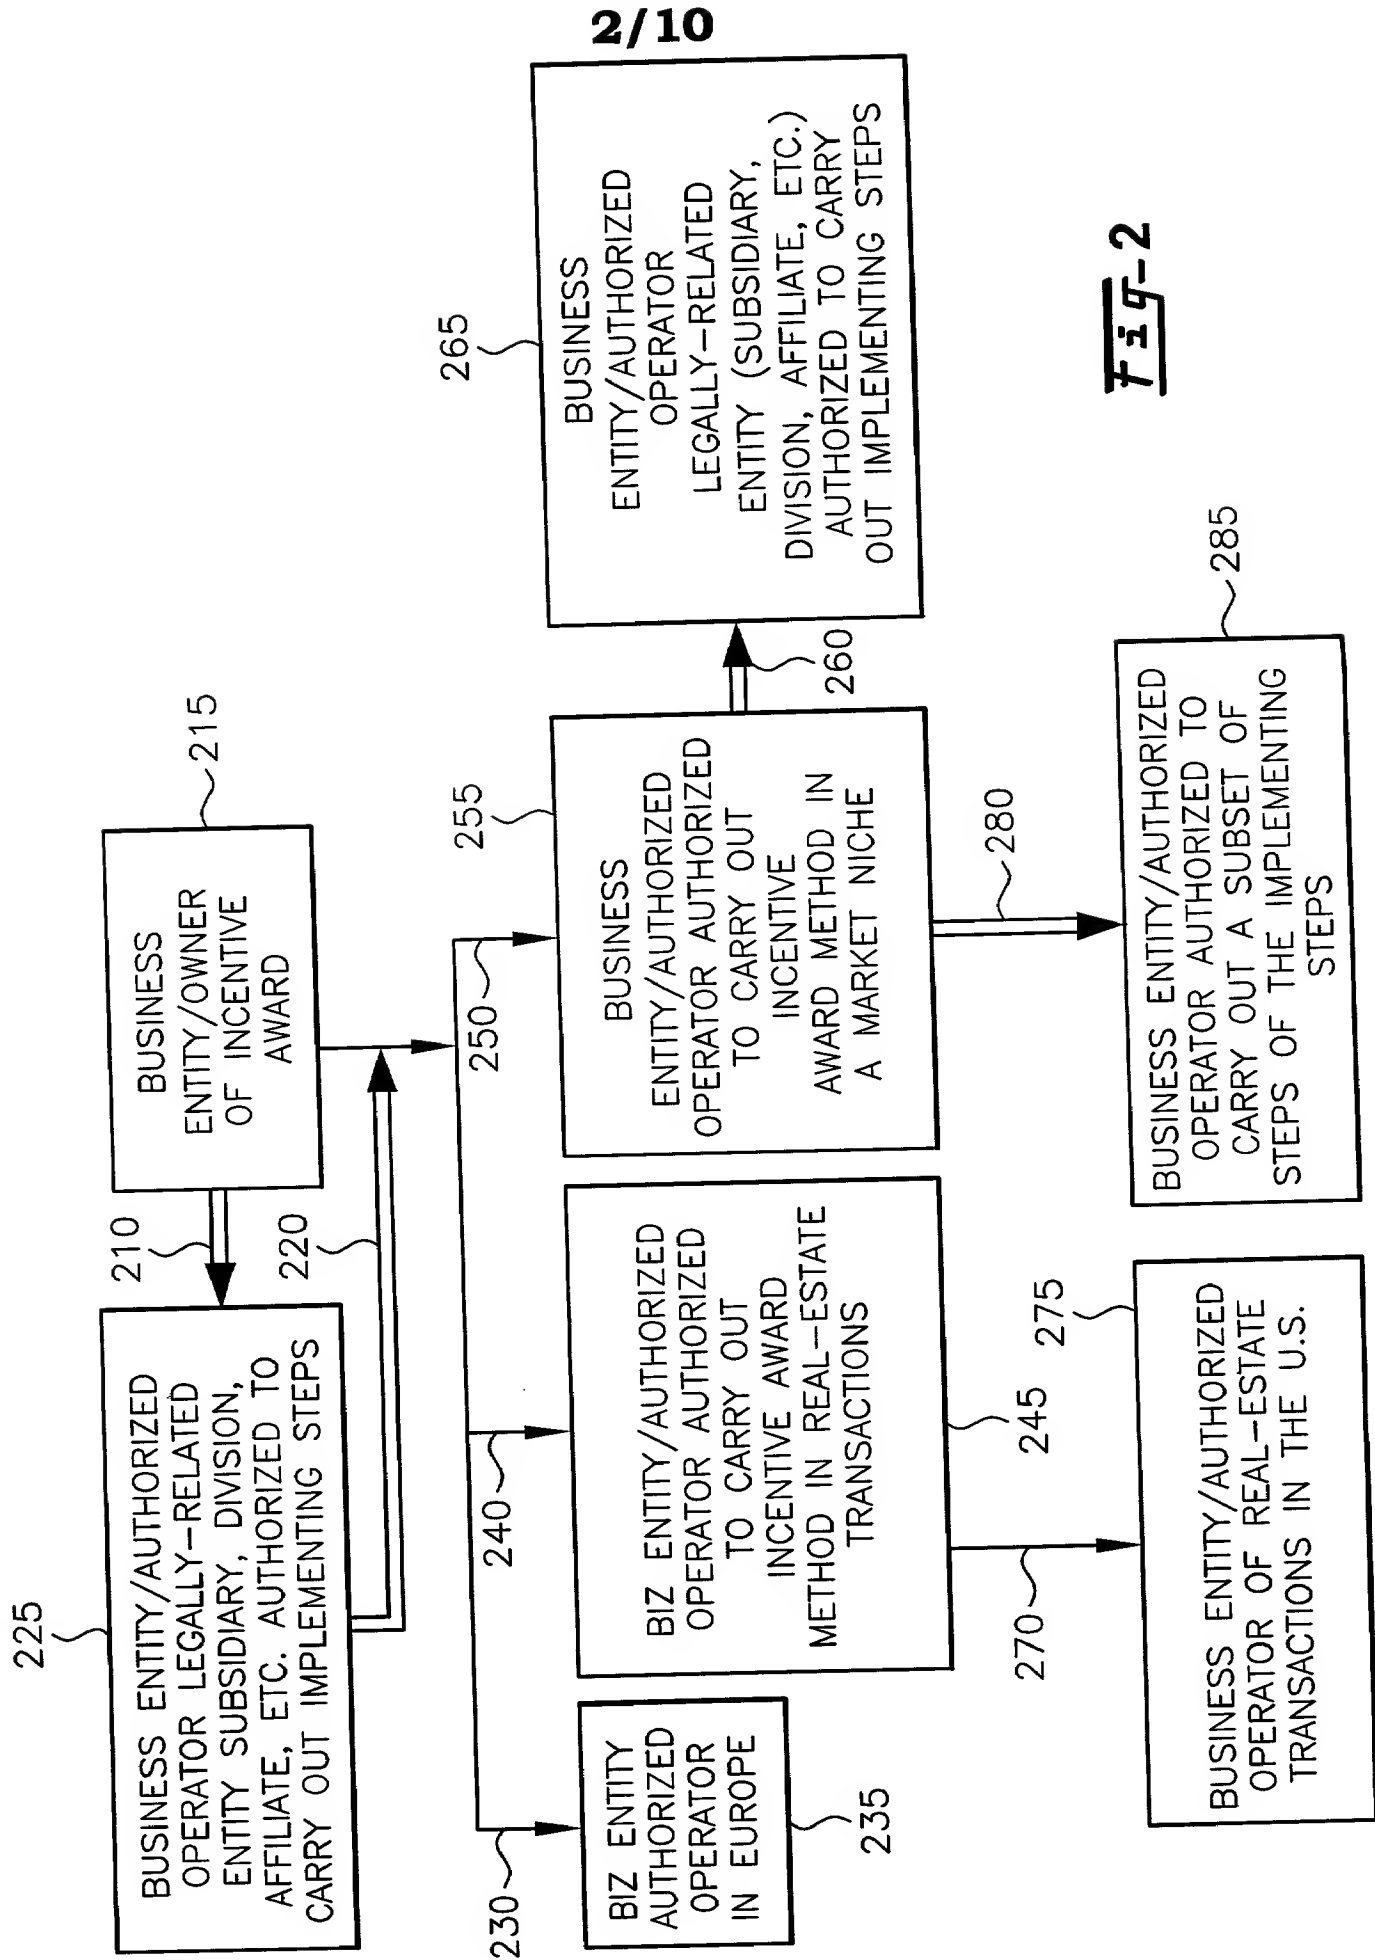 2/10
225
BUSINESS ENTITY/AUTHORIZED
OPERATOR LEGALLY-RELATED
ENTITY SUBSIDIARY, DIVISION,
AFFILIATE, ETC. AUTHORIZED TO
CARRY OUT IMPLEMENTING STEPS
210
220
BUSINESS
ENTITY/OWNER
OF INCENTIVE
AWARD
215
230
240
250
BIZ ENTITY
AUTHORIZED
OPERATOR
IN EUROPE
235
BIZ ENTITY/AUTHORIZED
OPERATOR AUTHORIZED
TO CARRY OUT
INCENTIVE AWARD
METHOD IN REAL-ESTATE
TRANSACTIONS
245
255
BUSINESS
ENTITY/AUTHORIZED
OPERATOR AUTHORIZED
TO CARRY OUT
INCENTIVE
AWARD METHOD IN
A MARKET NICHE
260
265
BUSINESS
ENTITY/AUTHORIZED
OPERATOR
LEGALLY-RELATED
ENTITY (SUBSIDIARY,
DIVISION, AFFILIATE, ETC.)
AUTHORIZED TO CARRY
OUT IMPLEMENTING STEPS
270
275
BUSINESS ENTITY/AUTHORIZED
OPERATOR OF REAL-ESTATE
TRANSACTIONS IN THE U.S.
280
285
BUSINESS ENTITY/AUTHORIZED
OPERATOR AUTHORIZED TO
CARRY OUT A SUBSET OF
STEPS OF THE IMPLEMENTING
STEPS
Fig-2